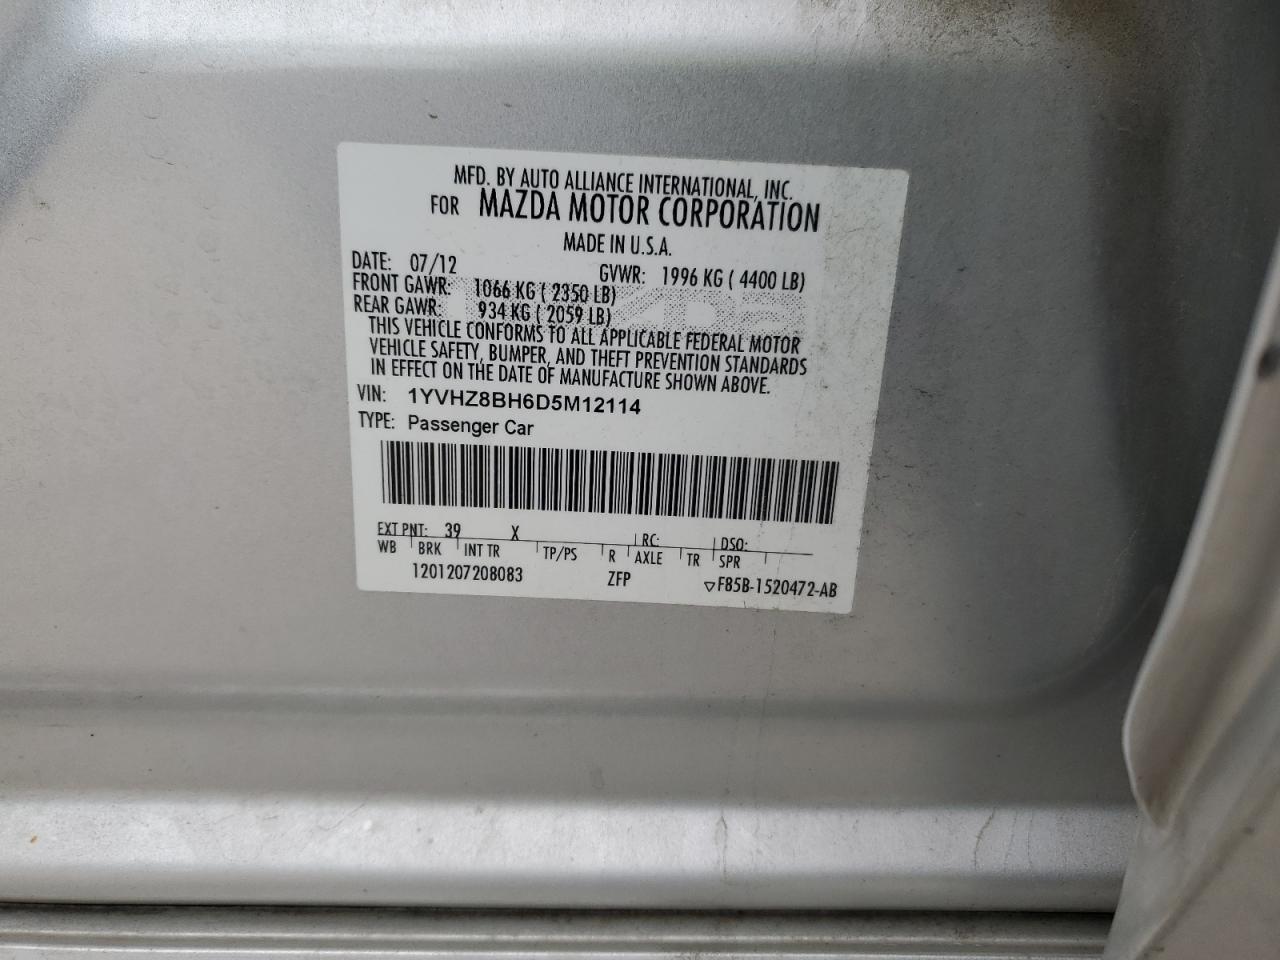 MFD. BY AUTO ALLIANCE INTERNATIONAL, INC.
FOR MAZDA MOTOR CORPORATION
MADE IN U.S.A.
DATE: 07/12 GVWR: 1996 KG ( 4400 LB)
FRONT GAWR: 1066 KG ( 2350 LB)
REAR GAWR: 934 KG ( 2059 LB)
THIS VEHICLE CONFORMS TO ALL APPLICABLE FEDERAL MOTOR
VEHICLE SAFETY, BUMPER, AND THEFT PREVENTION STANDARDS
IN EFFECT ON THE DATE OF MANUFACTURE SHOWN ABOVE.
VIN: 1YVHZ8BH6D5M12114
TYPE: Passenger Car
EXT PNT: 39 X RC: DSO:
WB BRK INT TR TP/PS R AXLE TR SPR
1201207208083 ZFP ▽F85B-1520472-AB